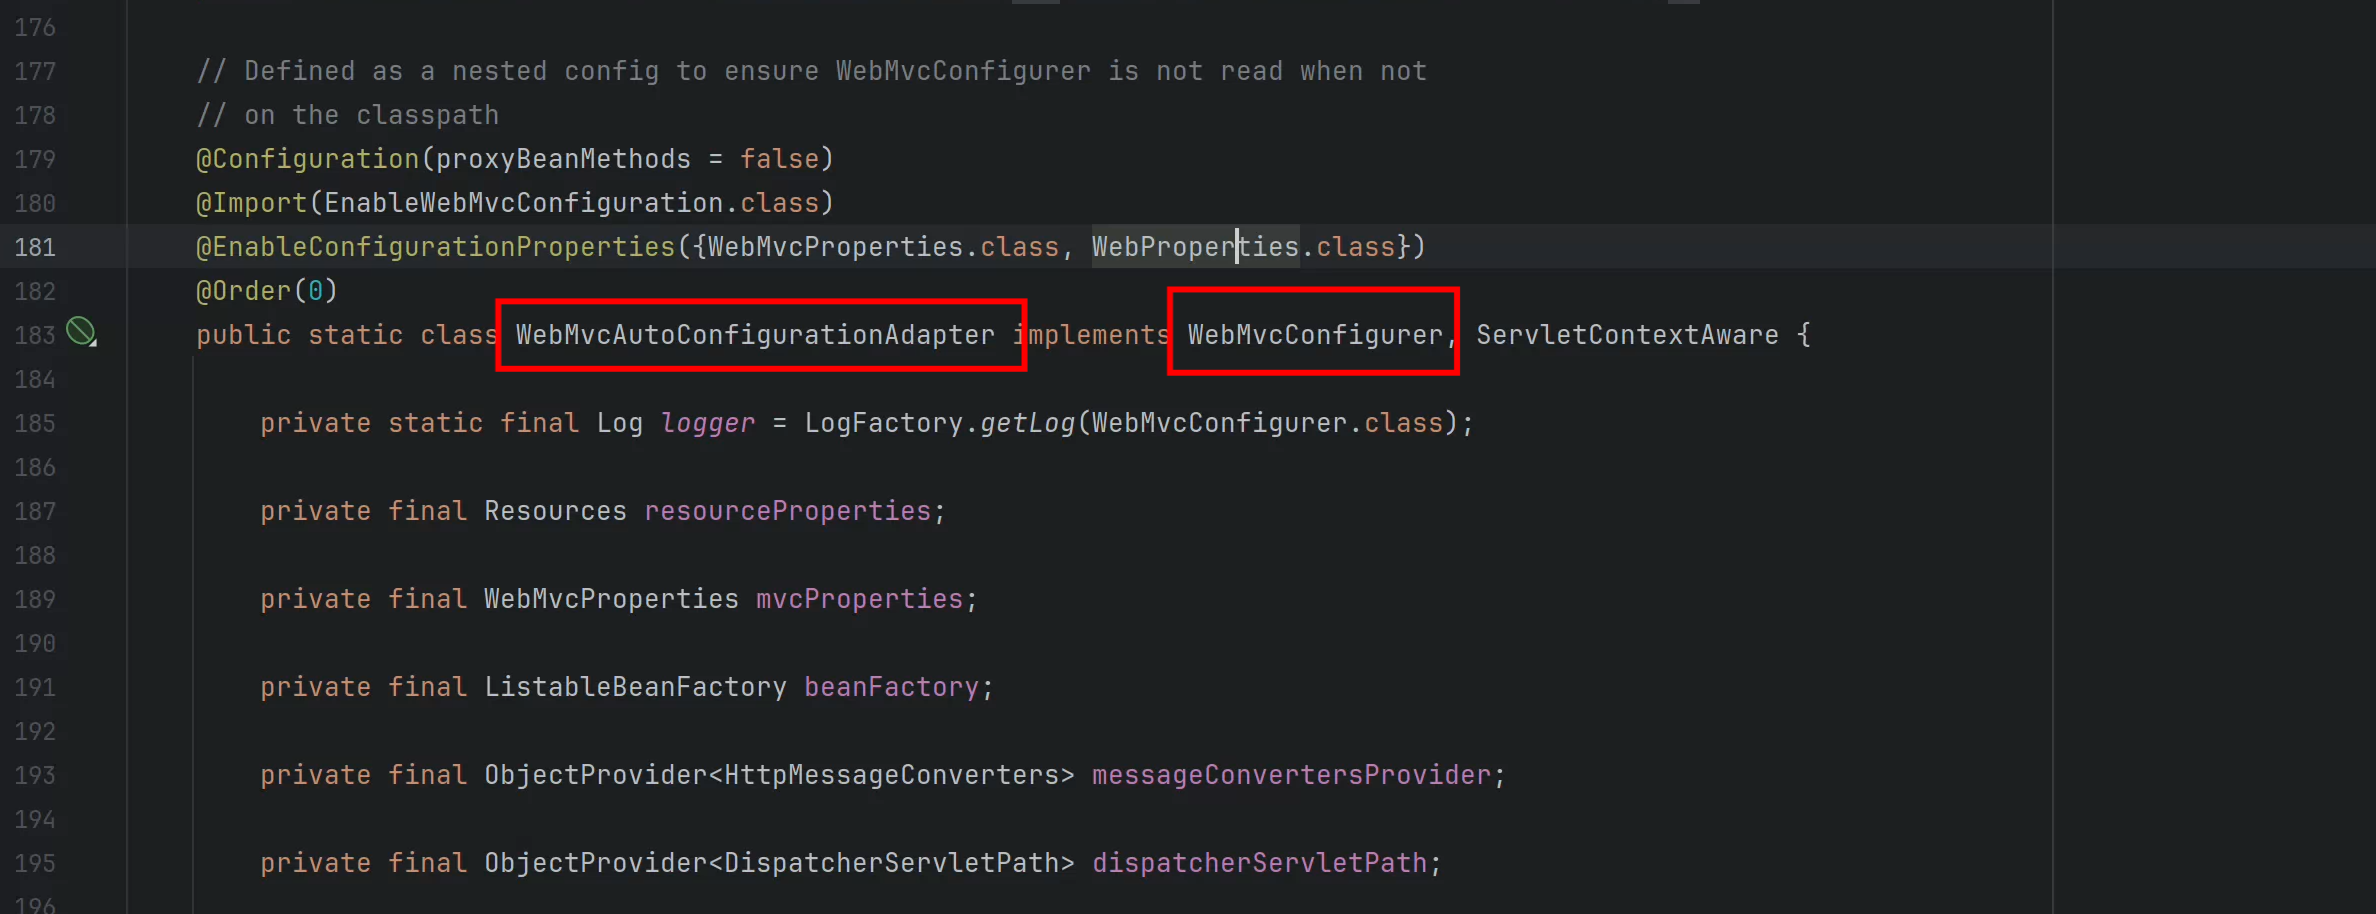 176
177 // Defined as a nested config to ensure WebMvcConfigurer is not read when not
178 // on the classpath
179 @Configuration(proxyBeanMethods = false)
180 @Import(EnableWebMvcConfiguration.class)
181 @EnableConfigurationProperties({WebMvcProperties.class, WebProperties.class})
182 @Order(0)
183 public static class WebMvcAutoConfigurationAdapter implements WebMvcConfigurer, ServletContextAware {
184
185 private static final Log logger = LogFactory.getLog(WebMvcConfigurer.class);
186
187 private final Resources resourceProperties;
188
189 private final WebMvcProperties mvcProperties;
190
191 private final ListableBeanFactory beanFactory;
192
193 private final ObjectProvider<HttpMessageConverters> messageConvertersProvider;
194
195 private final ObjectProvider<DispatcherServletPath> dispatcherServletPath;
196